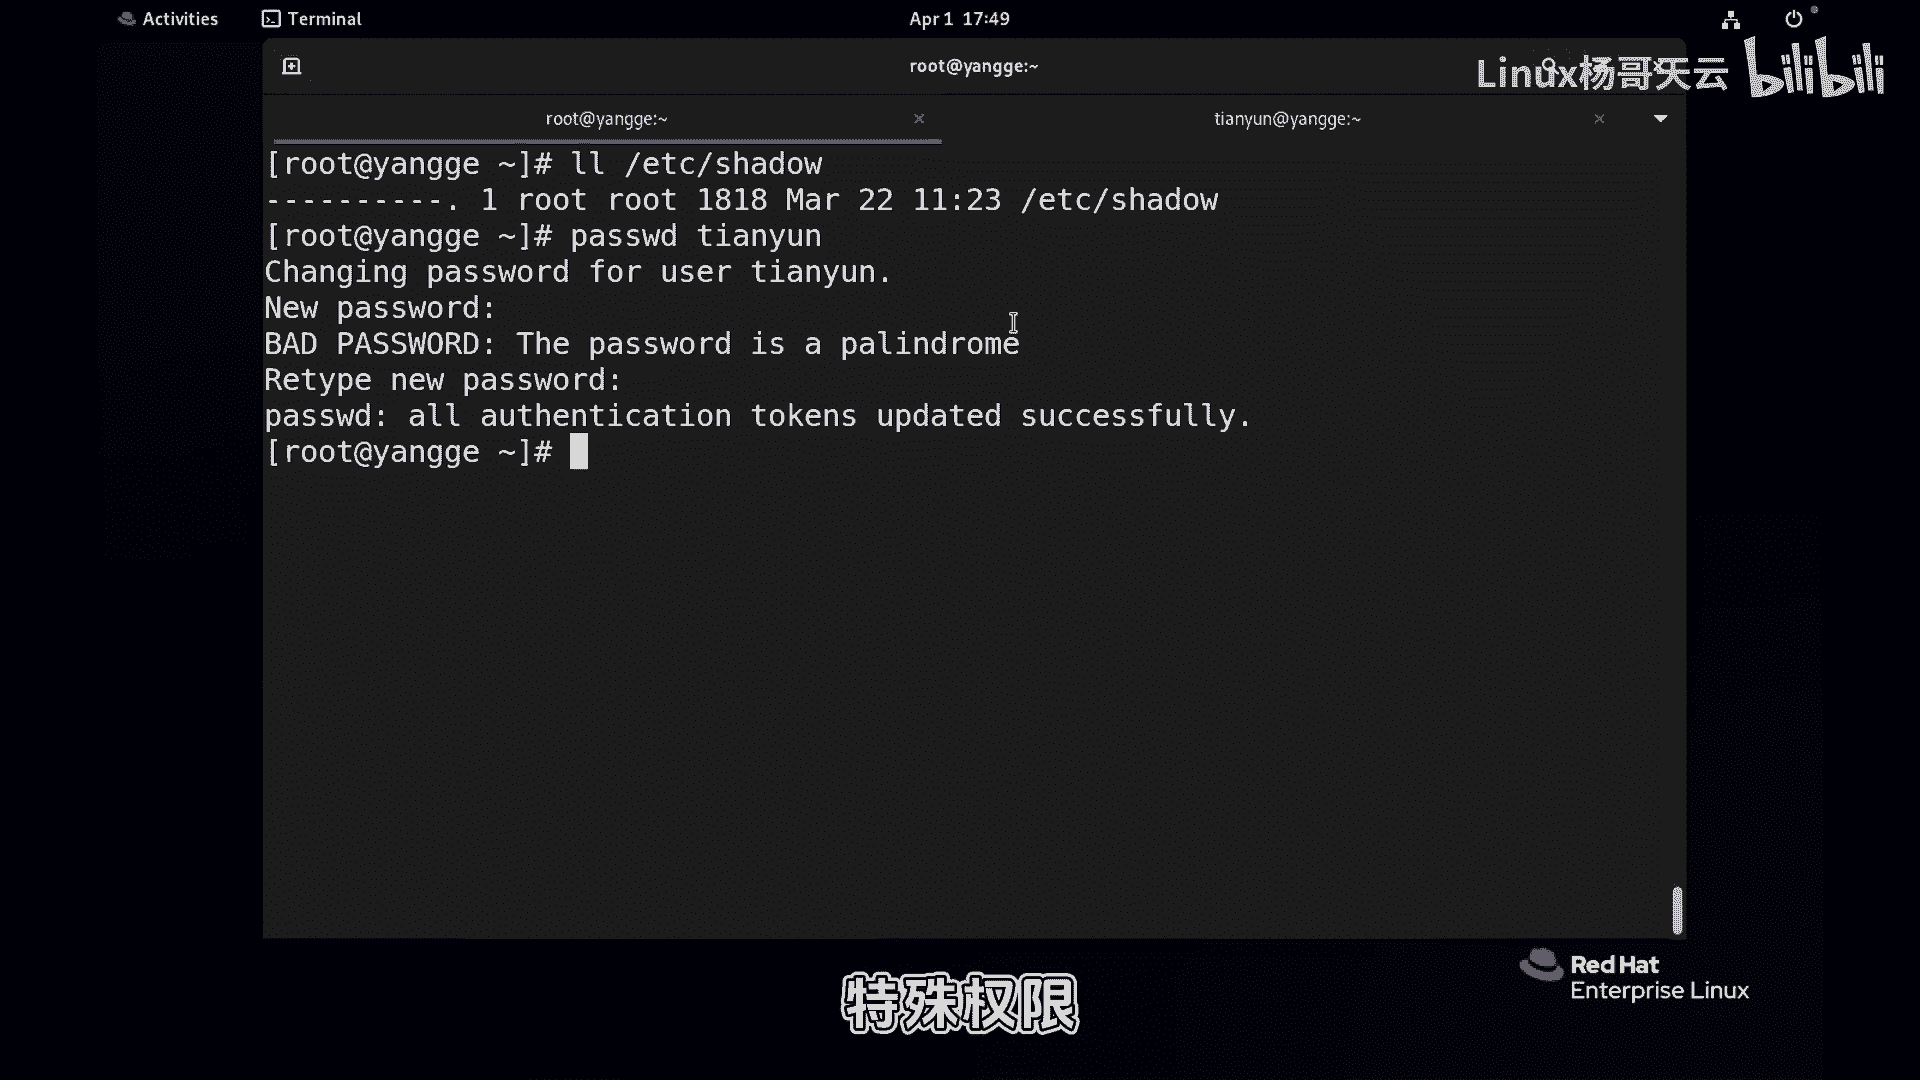 Activities
Terminal
Apr 1 17:49
root@yangge:~
Linux杨哥天云 bilibili
root@yangge:~
tianyun@yangge:~
[root@yangge ~]# ll /etc/shadow
----------. 1 root root 1818 Mar 22 11:23 /etc/shadow
[root@yangge ~]# passwd tianyun
Changing password for user tianyun.
New password:
BAD PASSWORD: The password is a palindrome
Retype new password:
passwd: all authentication tokens updated successfully.
[root@yangge ~]#
Red Hat
Enterprise Linux
特殊权限